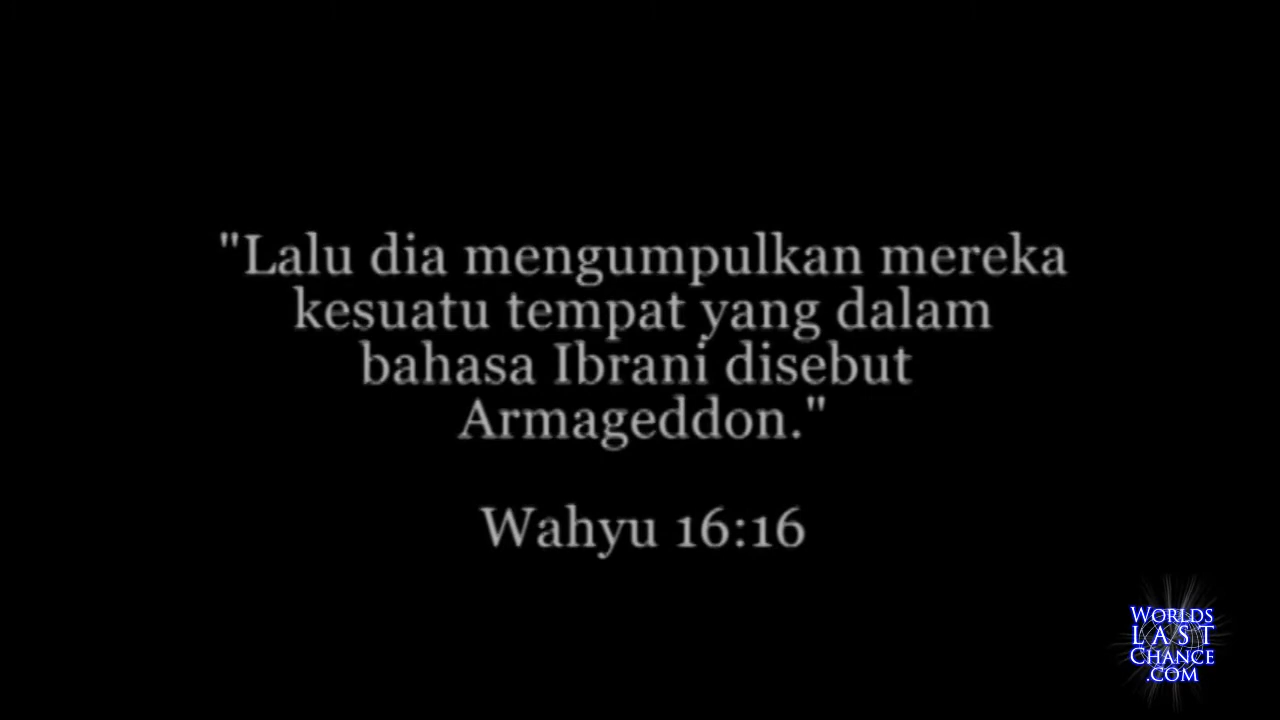 "Lalu dia mengumpulkan mereka
kesuatu tempat yang dalam
bahasa Ibrani disebut
Armageddon."
Wahyu 16:16
WORLDS
LAST
CHANCE
.COM